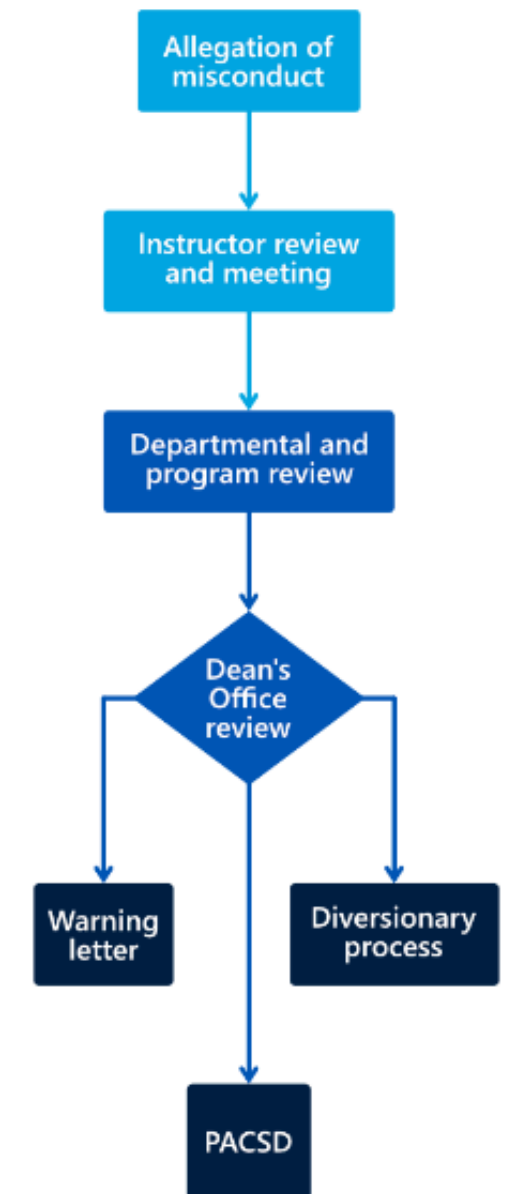 Allegation of
misconduct
Instructor review
and meeting
Departmental and
program review
Dean's
Office
review
Warning
letter
Diversionary
process
PACSD